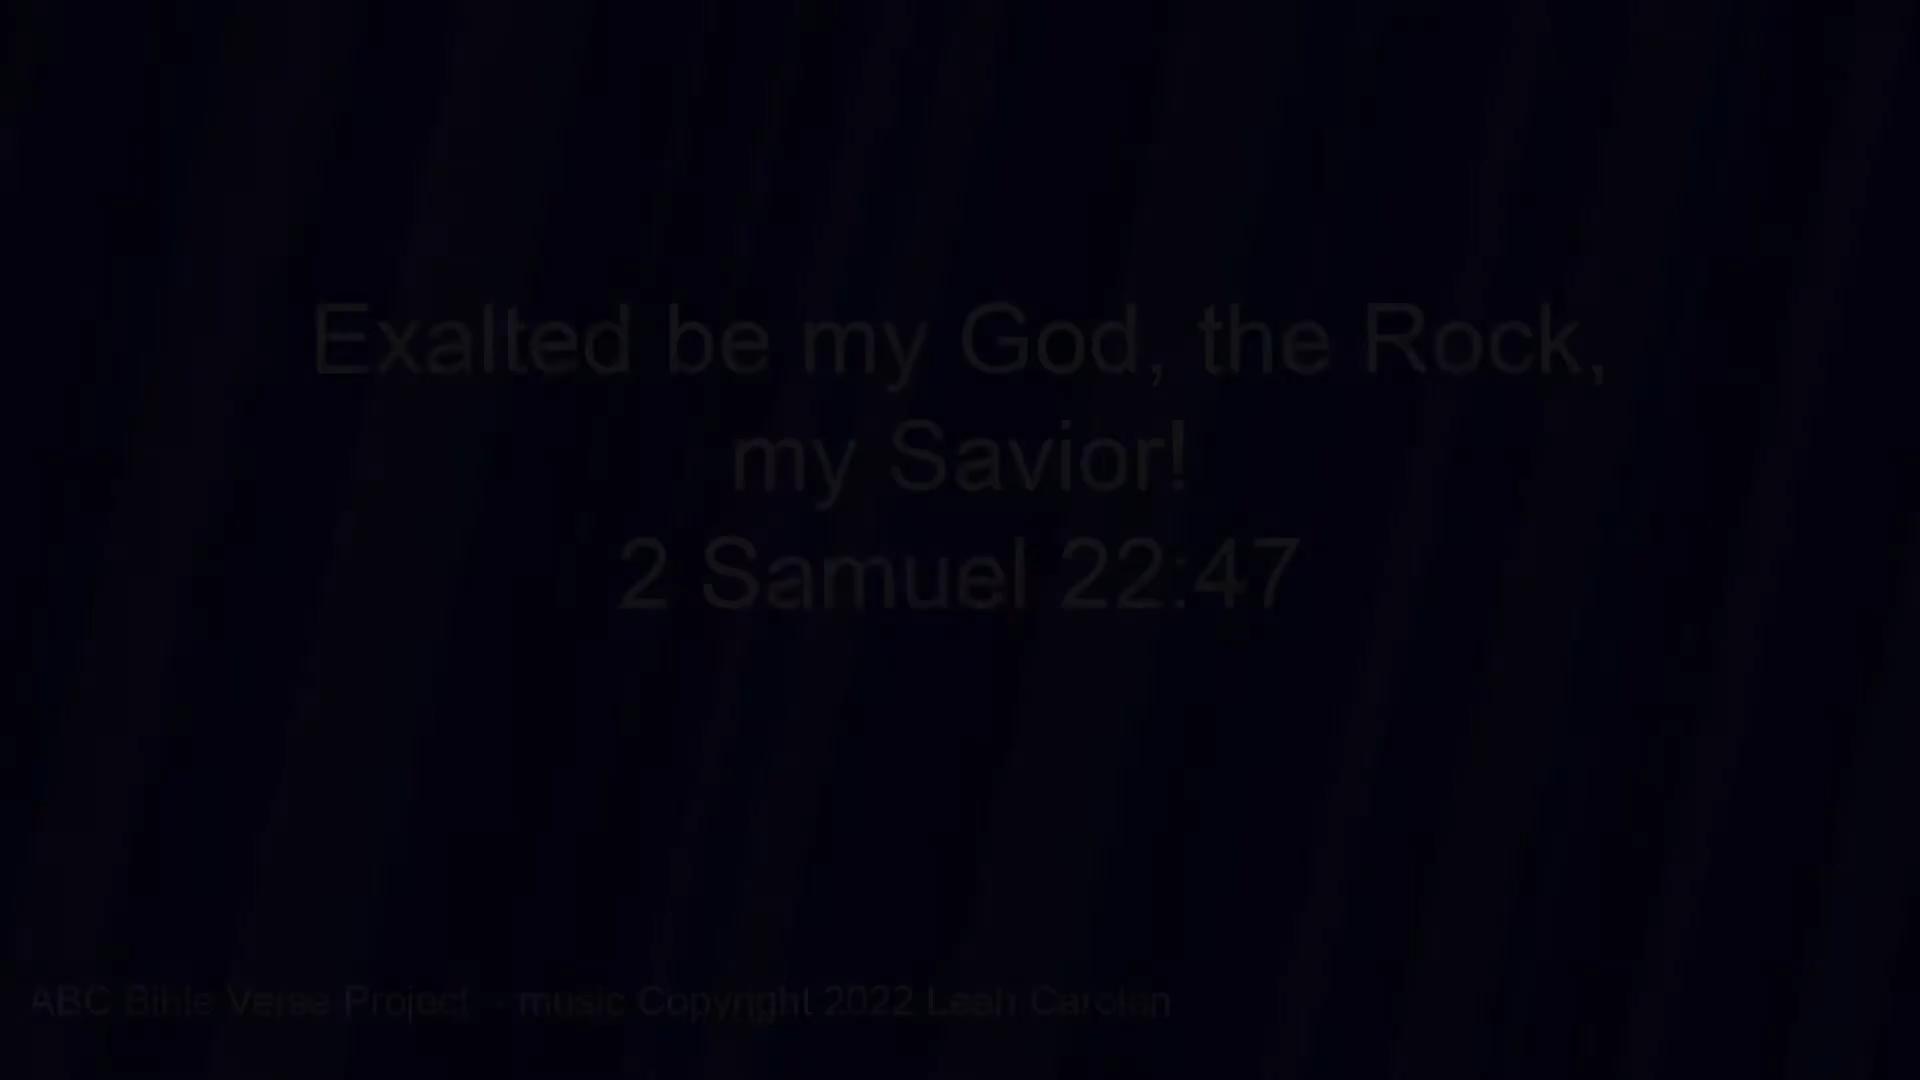 Exalted be my God, the Rock,
my Savior!
2 Samuel 22:47
ABC Bible Verse Project - music Copyright 2022 Leah Carolan